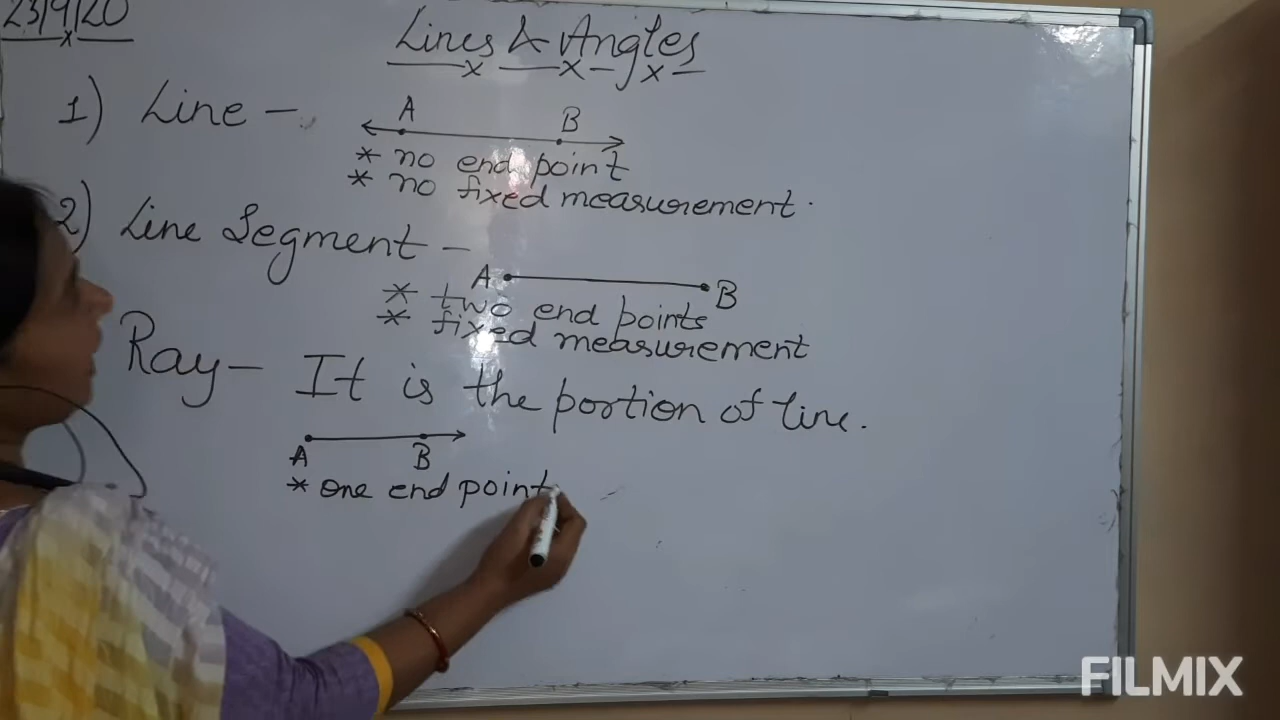 23/9/20
Lines & Angles
1) Line -
A B
* no end point
* no fixed measurement.
2) Line Segment -
A B
* two end points
* fixed measurement
Ray - It is the portion of line.
A B
* one end point
FILMIX